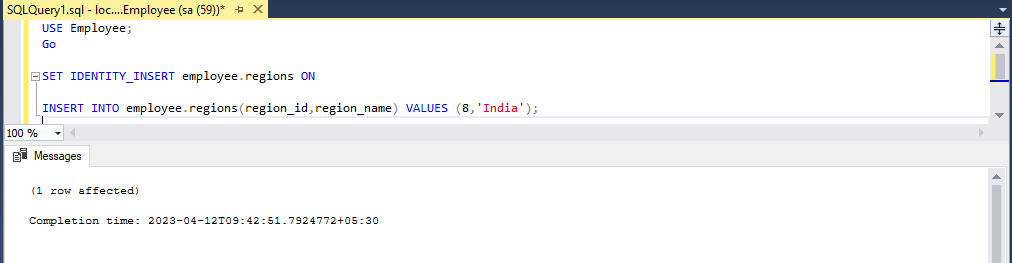 SQLQuery1.sql - loc....Employee (sa (59))*
USE Employee;
Go
SET IDENTITY_INSERT employee.regions ON
INSERT INTO employee.regions(region_id,region_name) VALUES (8,'India');
100 %
Messages
(1 row affected)
Completion time: 2023-04-12T09:42:51.7924772+05:30